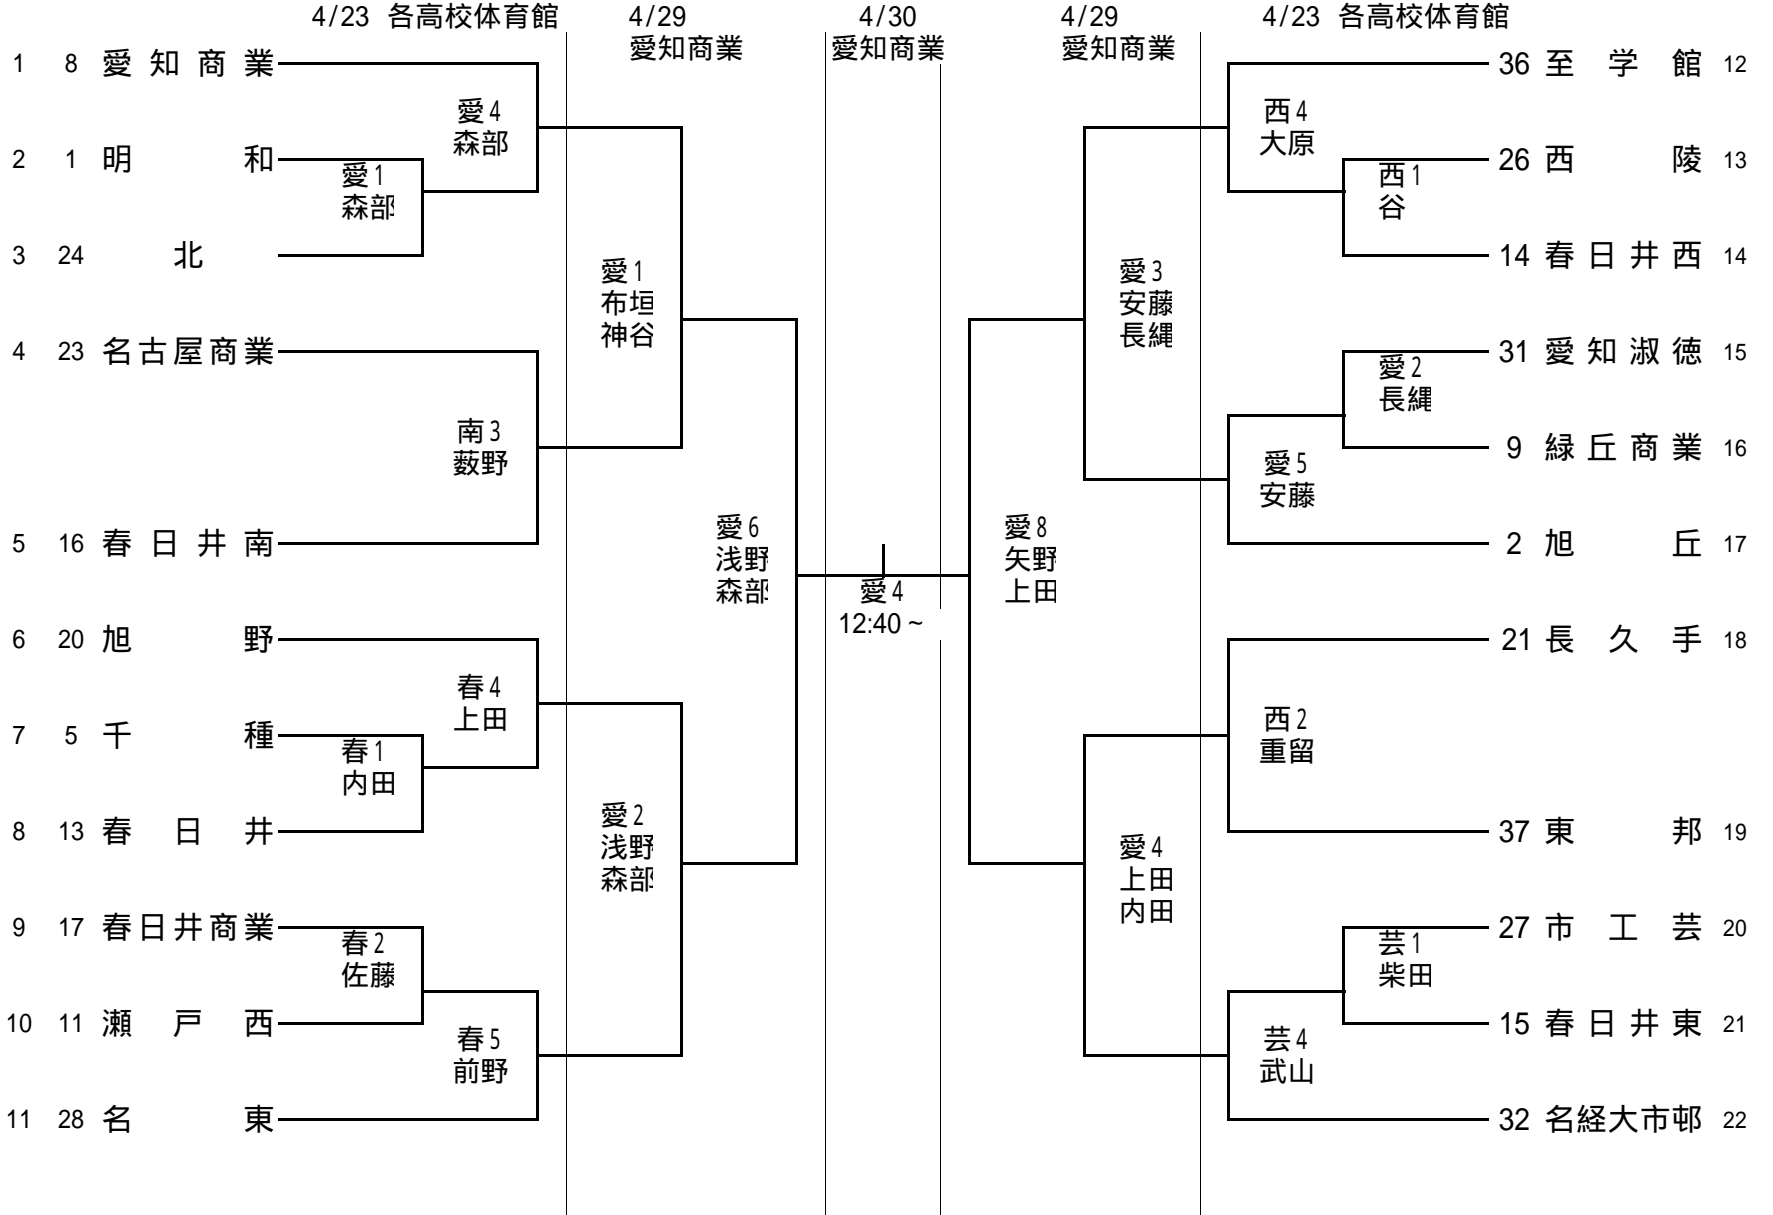 4/23 各高校体育館 4/29 4/30 4/29 4/23 各高校体育館
愛知商業 愛知商業 愛知商業
1 8 愛知商業 36 至学館 12
愛4 西4
森部 大原
2 1 明和 26 西陵 13
愛1 西1
森部 谷
3 24 北 14 春日井西 14
愛1 愛3
布垣 安藤
神谷 長縄
4 23 名古屋商業 31 愛知淑徳 15
愛2
長縄
南3 9 緑丘商業 16
薮野 愛5
安藤
5 16 春日井南 2 旭丘 17
愛6 愛8
浅野 矢野
森部 上田
愛4
12:40～
6 20 旭野 21 長久手 18
春4 西2
上田 重留
7 5 千種
春1
内田
8 13 春日井 37 東邦 19
愛2 愛4
浅野 上田
森部 内田
9 17 春日井商業 27 市工芸 20
春2 芸1
佐藤 柴田
10 11 瀬戸西 15 春日井東 21
春5 芸4
前野 武山
11 28 名東 32 名経大市邨 22